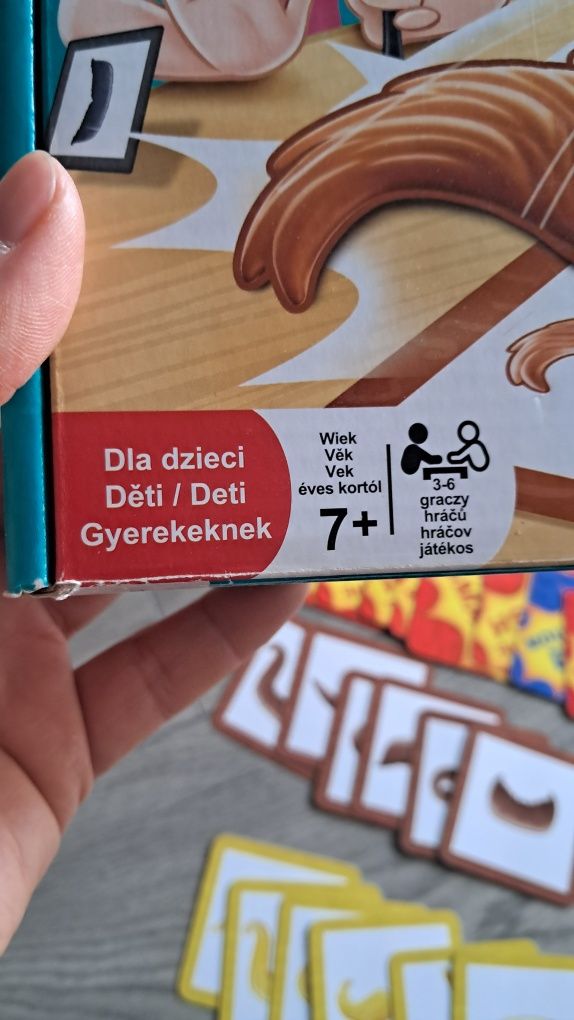 Dla dzieci
Děti / Deti
Gyerekeknek
Wiek
Věk
Vek
éves kortól
7+
3-6
graczy
hráčů
hráčov
játékos